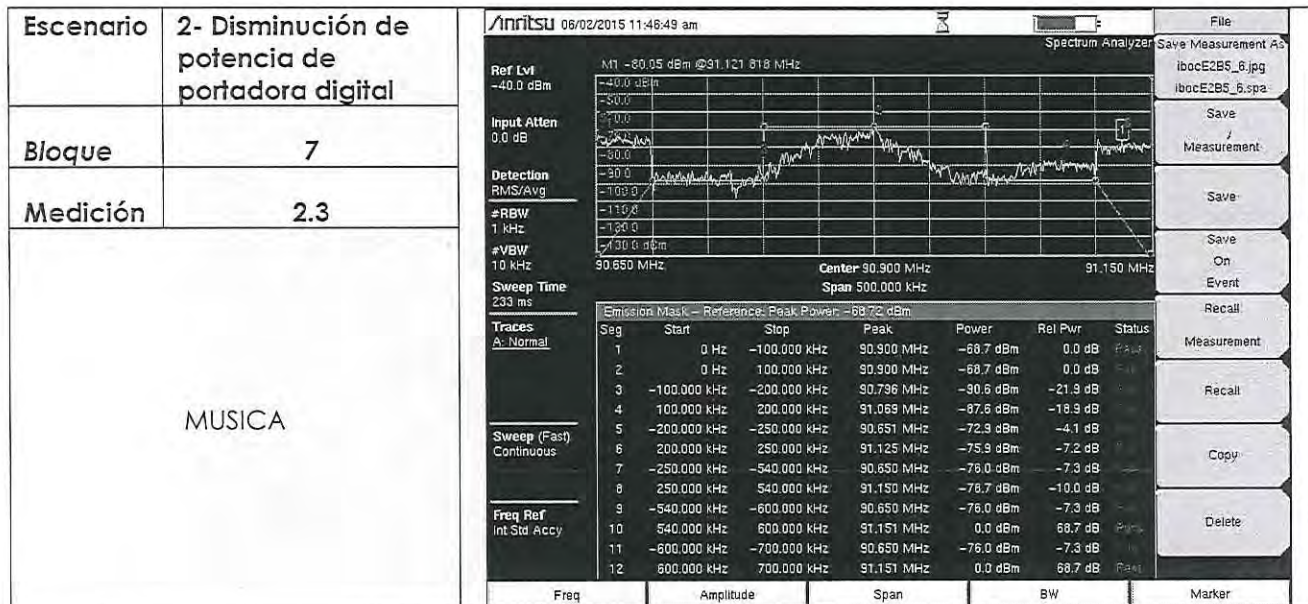 Escenario
2- Disminución de
potencia de
portadora digital
Bloque
7
Medición
2.3
MUSICA
Anritsu 06/02/2015 11:46:49 am
Spectrum Analyzer
M1 -80.05 dBm @91.121 818 MHz
Ref Lvl
-40.0 dBm
Input Atten
0.0 dB
Detection
RMS/Avg
#RBW
1 kHz
#VBW
10 kHz
Sweep Time
233 ms
Traces
A: Normal
Sweep (Fast)
Continuous
Freq Ref
Int Std Accy
-40.0 dBm
-50.0
-80.0
-90.0
-100.0
-110.0
90.650 MHz
Center 90.900 MHz
91.150 MHz
Span 500.000 kHz
Emission Mask – Reference: Peak Power: -68.72 dBm
Seg Start Stop Peak Power Rel Pwr Status
1 0 Hz -100.000 kHz 90.900 MHz -68.7 dBm 0.0 dB
2 0 Hz 100.000 kHz 90.900 MHz -68.7 dBm 0.0 dB
3 -100.000 kHz -200.000 kHz 90.796 MHz -90.6 dBm -21.9 dB
4 100.000 kHz 200.000 kHz 91.069 MHz -87.6 dBm -18.9 dB
5 -200.000 kHz -250.000 kHz 90.651 MHz -72.9 dBm -4.1 dB
6 200.000 kHz 250.000 kHz 91.125 MHz -75.9 dBm -7.2 dB
7 -250.000 kHz -540.000 kHz 90.650 MHz -76.0 dBm -7.3 dB
8 250.000 kHz 540.000 kHz 91.150 MHz -78.7 dBm -10.0 dB
9 -540.000 kHz -600.000 kHz 90.650 MHz -76.0 dBm -7.3 dB
10 540.000 kHz 600.000 kHz 91.151 MHz 0.0 dBm 68.7 dB Pass
11 -600.000 kHz -700.000 kHz 90.650 MHz -76.0 dBm -7.3 dB
12 600.000 kHz 700.000 kHz 91.151 MHz 0.0 dBm 68.7 dB Pass
File
Save Measurement As
ibocE2B5_6.jpg
ibocE2B5_6.spa
Save
/
Measurement
Save
Save
On
Event
Recall
Measurement
Recall
Copy
Delete
Freq
Amplitude
Span
BW
Marker